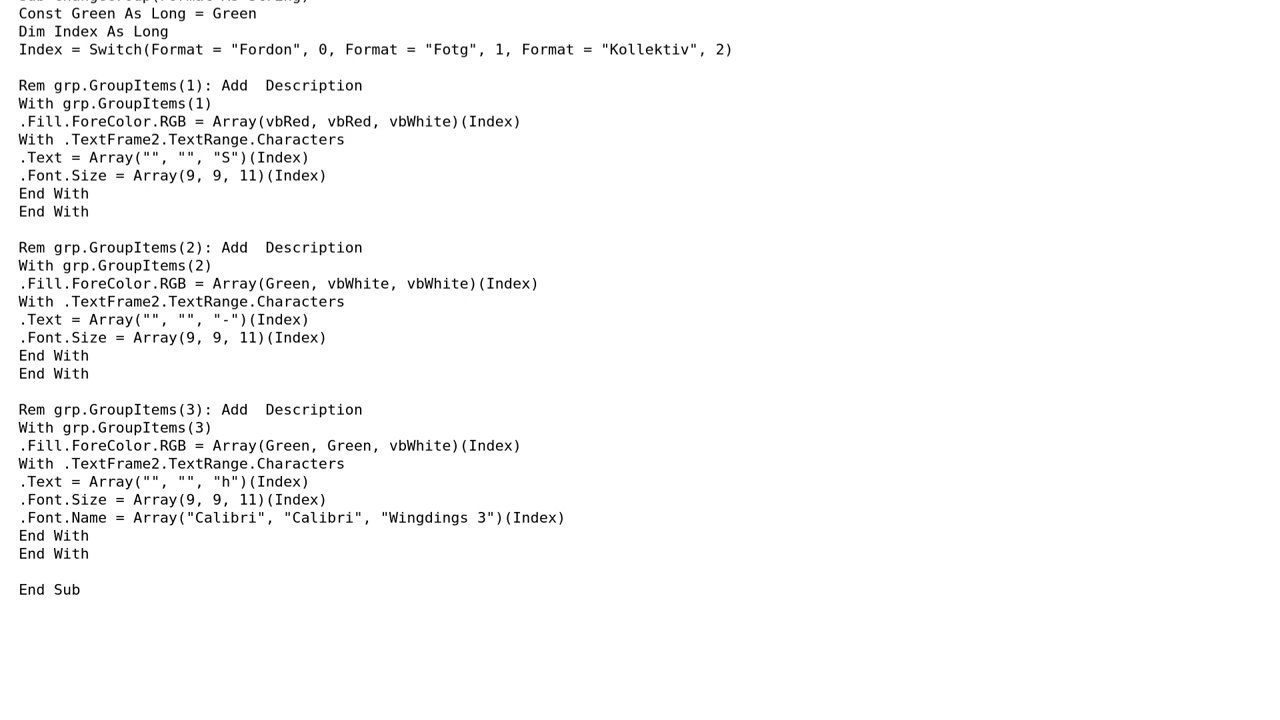 Const Green As Long = Green
Dim Index As Long
Index = Switch(Format = "Fordon", 0, Format = "Fotg", 1, Format = "Kollektiv", 2)

Rem grp.GroupItems(1): Add  Description
With grp.GroupItems(1)
.Fill.ForeColor.RGB = Array(vbRed, vbRed, vbWhite)(Index)
With .TextFrame2.TextRange.Characters
.Text = Array("", "", "S")(Index)
.Font.Size = Array(9, 9, 11)(Index)
End With
End With

Rem grp.GroupItems(2): Add  Description
With grp.GroupItems(2)
.Fill.ForeColor.RGB = Array(Green, vbWhite, vbWhite)(Index)
With .TextFrame2.TextRange.Characters
.Text = Array("", "", "-")(Index)
.Font.Size = Array(9, 9, 11)(Index)
End With
End With

Rem grp.GroupItems(3): Add  Description
With grp.GroupItems(3)
.Fill.ForeColor.RGB = Array(Green, Green, vbWhite)(Index)
With .TextFrame2.TextRange.Characters
.Text = Array("", "", "h")(Index)
.Font.Size = Array(9, 9, 11)(Index)
.Font.Name = Array("Calibri", "Calibri", "Wingdings 3")(Index)
End With
End With

End Sub